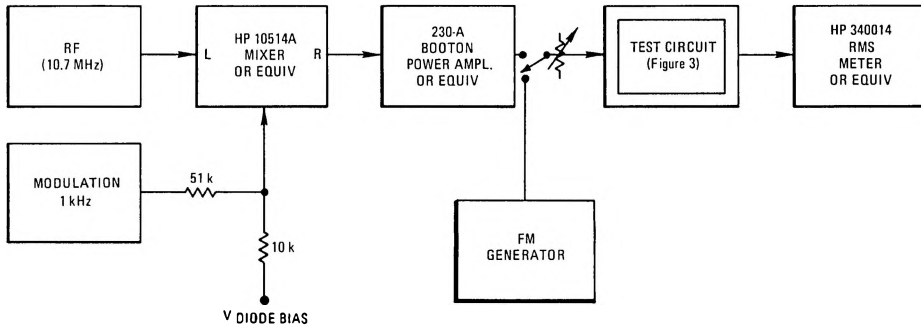 RF
(10.7 MHz)
L
HP 10514A
MIXER
OR EQUIV
R
230-A
BOOTON
POWER AMPL.
OR EQUIV
TEST CIRCUIT
(Figure 3)
HP 340014
RMS
METER
OR EQUIV
MODULATION
1 kHz
51 k
10 k
V DIODE BIAS
FM
GENERATOR